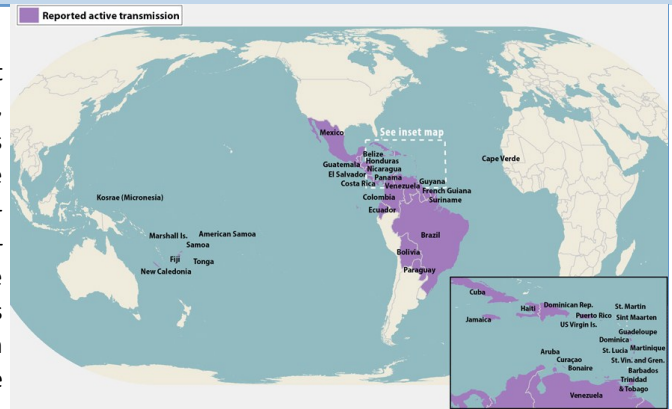 Reported active transmission
See inset map
Mexico
Belize
Honduras
Guatemala
Nicaragua
El Salvador
Panama
Costa Rica
Venezuela
Guyana
French Guiana
Suriname
Colombia
Ecuador
Brazil
Bolivia
Paraguay
Cape Verde
Kosrae (Micronesia)
Marshall Is.
American Samoa
Samoa
Fiji
Tonga
New Caledonia
Cuba
Jamaica
Haiti
Dominican Rep.
Puerto Rico
US Virgin Is.
St. Martin
Sint Maarten
Guadeloupe
Dominica
Martinique
St. Lucia
St. Vin. and Gren.
Barbados
Aruba
Curaçao
Bonaire
Trinidad
& Tobago
Venezuela